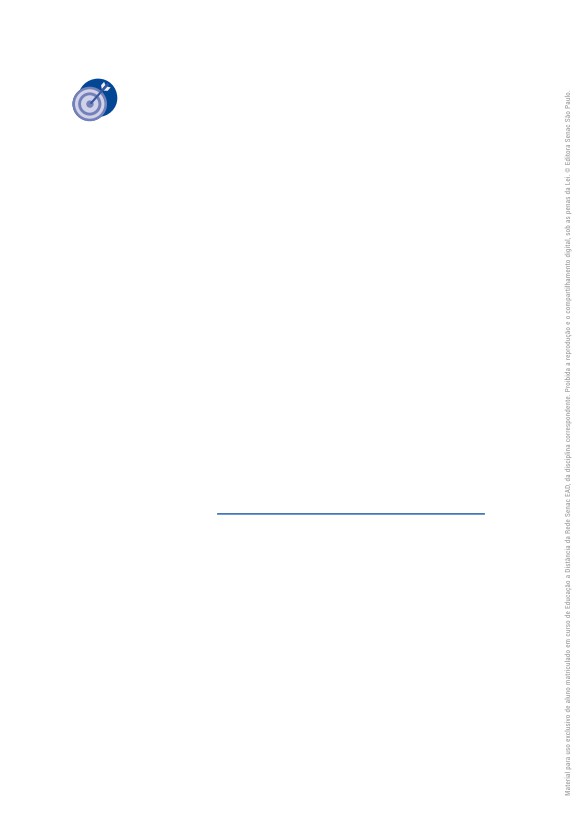 Material para uso exclusivo de aluno matriculado em curso de Educação a Distância da Rede Senac EAD, da disciplina correspondente. Proibida a reprodução e o compartilhamento digital, sob as penas da Lei. © Editora Senac São Paulo.